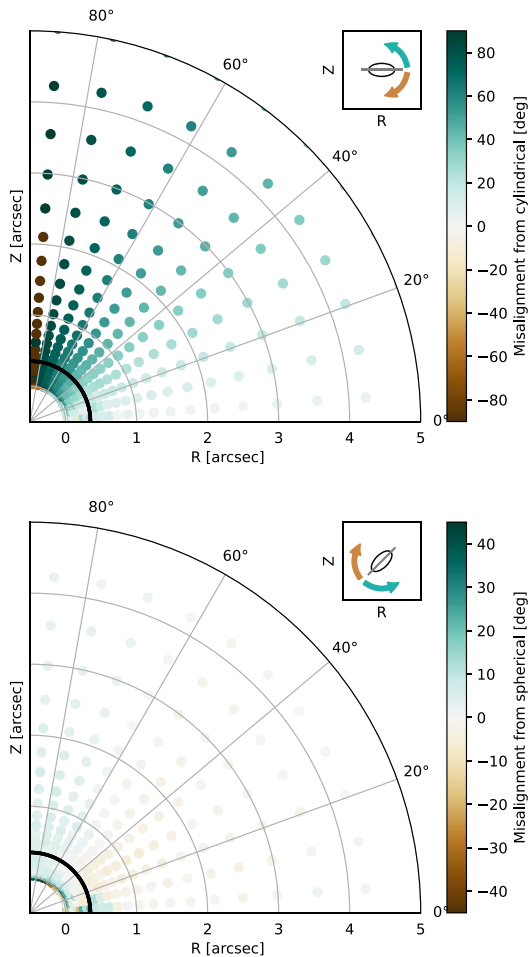 80°
60°
40°
20°
0°
Z [arcsec]
0 1 2 3 4 5
R [arcsec]
Z
R
80
60
40
20
0
−20
−40
−60
−80
Misalignment from cylindrical [deg]
80°
60°
40°
20°
0°
Z [arcsec]
0 1 2 3 4 5
R [arcsec]
Z
R
40
30
20
10
0
−10
−20
−30
−40
Misalignment from spherical [deg]